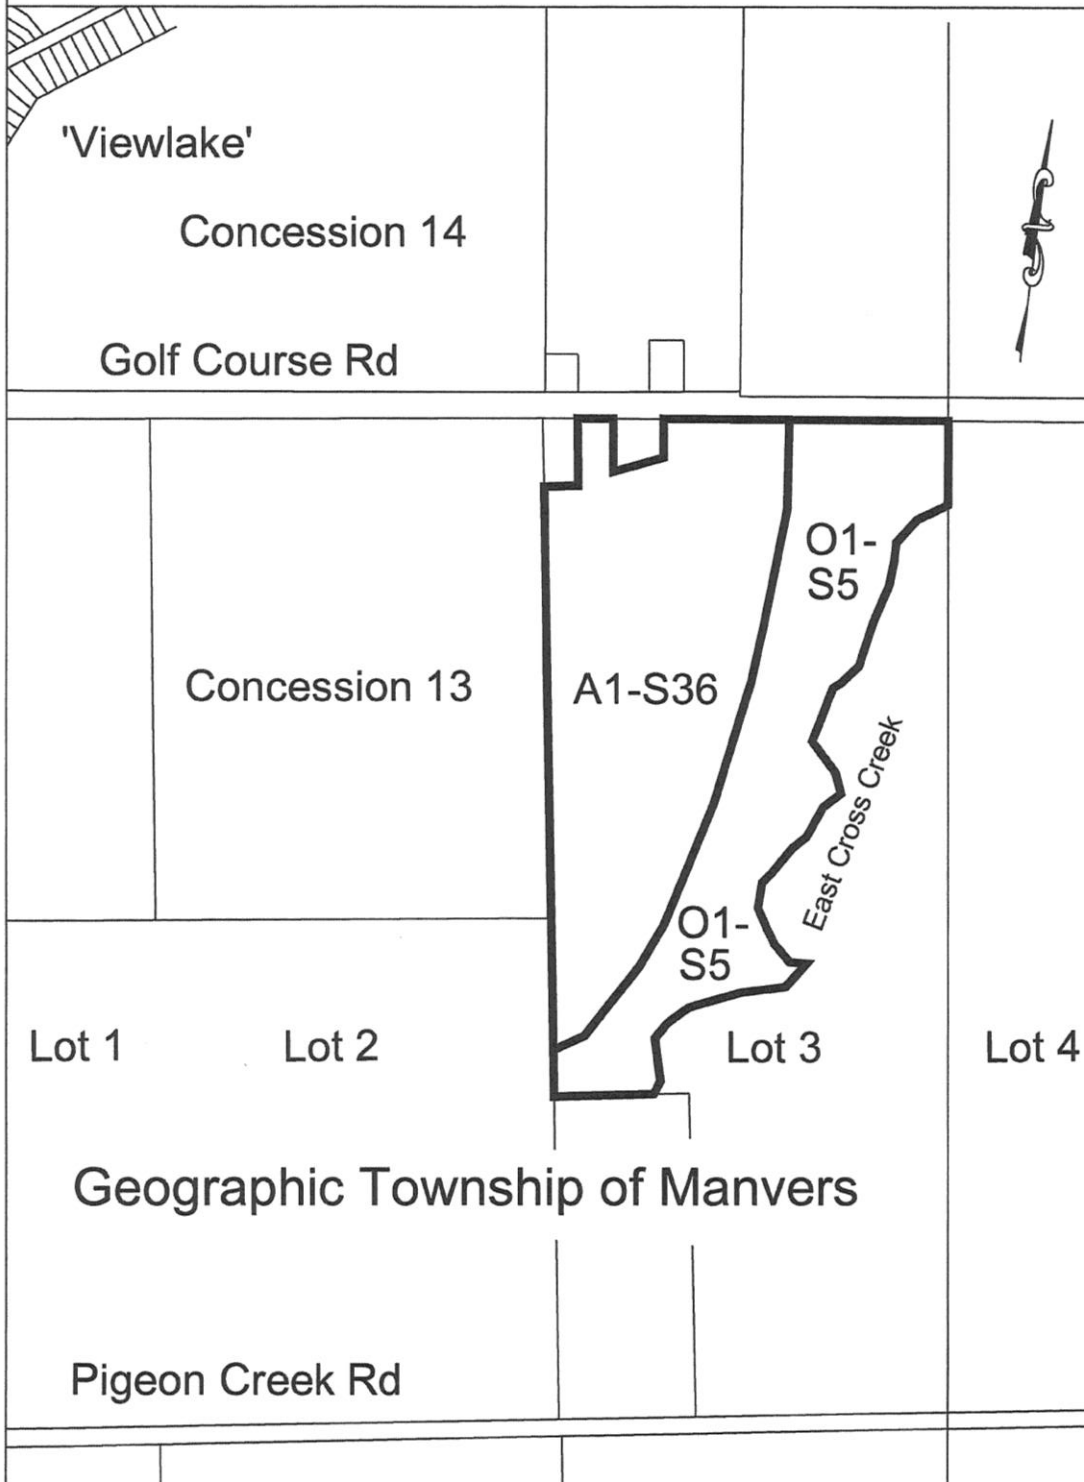 'Viewlake'
Concession 14
Golf Course Rd
O1-
S5
Concession 13
A1-S36
East Cross Creek
O1-
S5
Lot 1
Lot 2
Lot 3
Lot 4
Geographic Township of Manvers
Pigeon Creek Rd